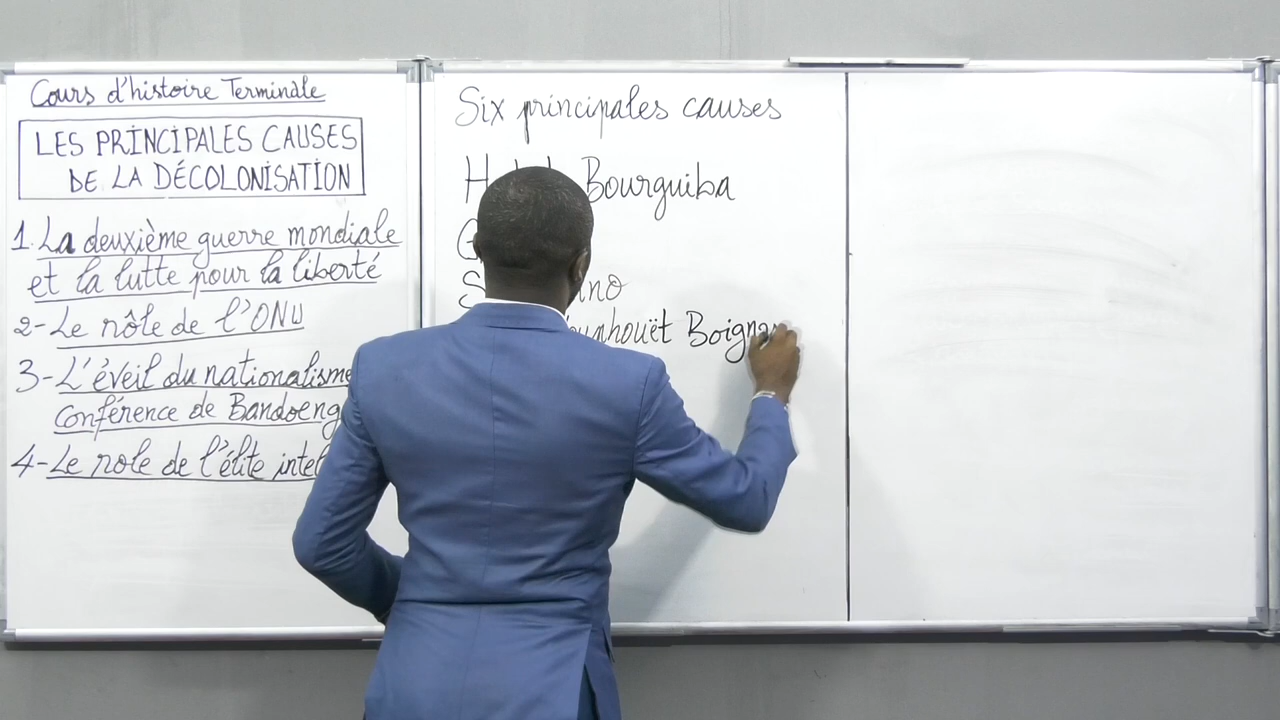 Cours d'histoire Terminale
LES PRINCIPALES CAUSES
DE LA DÉCOLONISATION
1. La deuxième guerre mondiale
et la lutte pour la liberté
2- Le rôle de l'ONU
3- L'éveil du nationalisme
conférence de Bandoeng
4- Le role de l'élite
Six principales causes
Bourguiba
Boigny